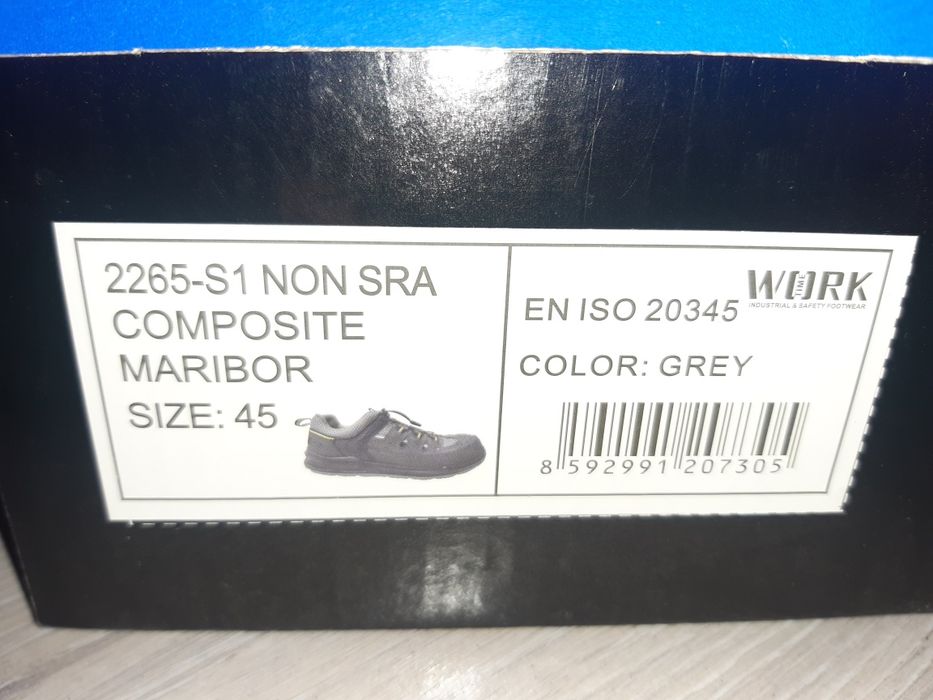 2265-S1 NON SRA
COMPOSITE
MARIBOR
SIZE: 45
WORK
TIME
INDUSTRIAL & SAFETY FOOTWEAR
EN ISO 20345
COLOR: GREY
8 592991 207305